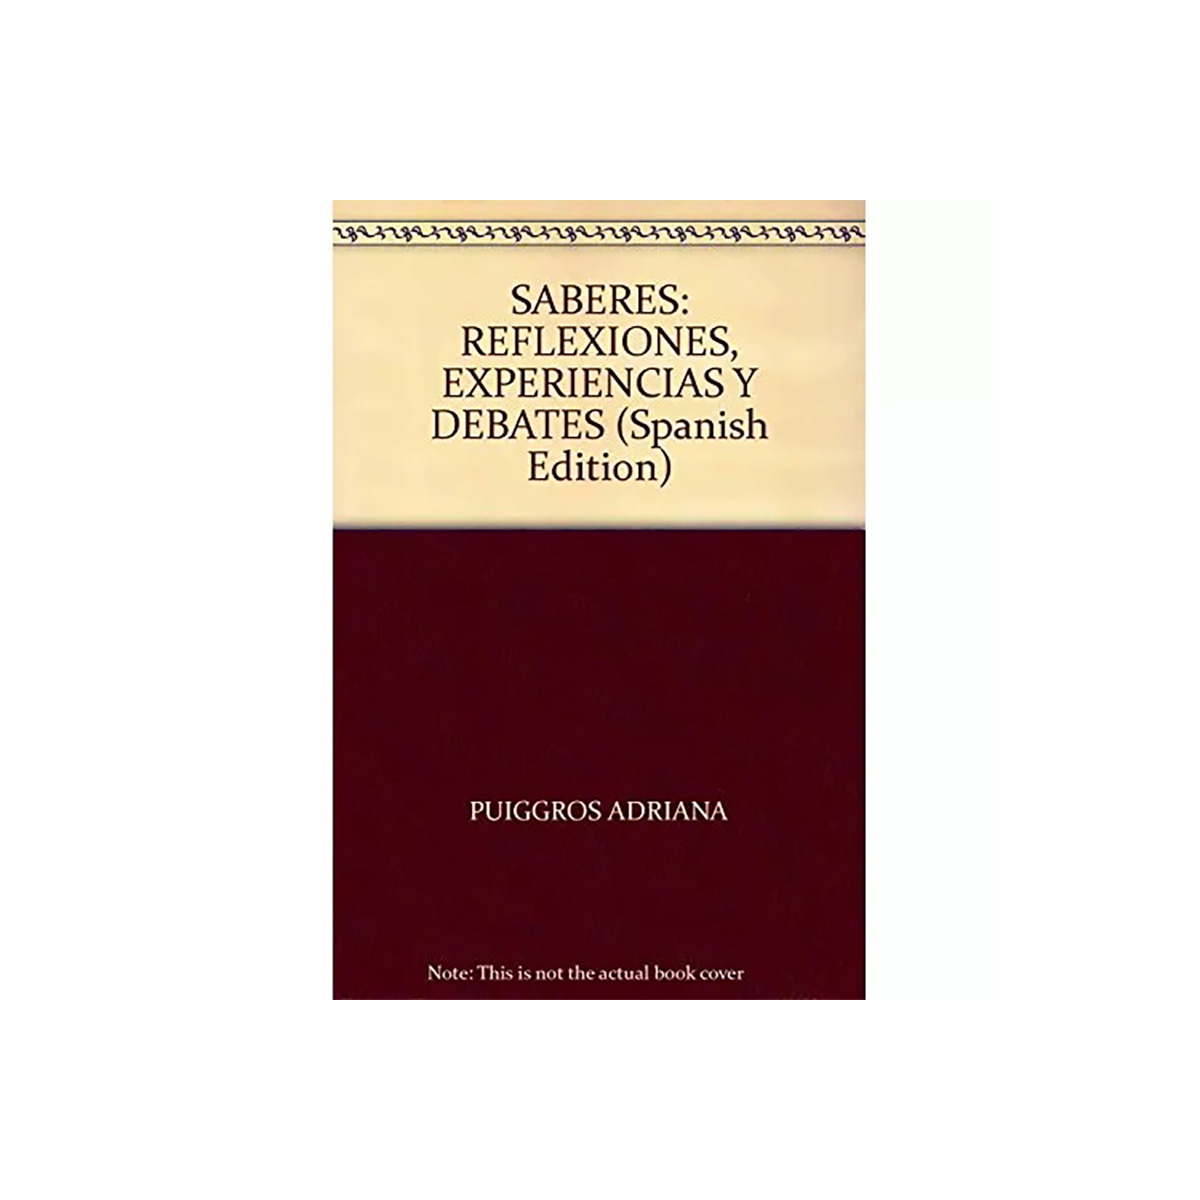 SABERES:
REFLEXIONES,
EXPERIENCIAS Y
DEBATES (Spanish
Edition)
PUIGGROS ADRIANA
Note: This is not the actual book cover